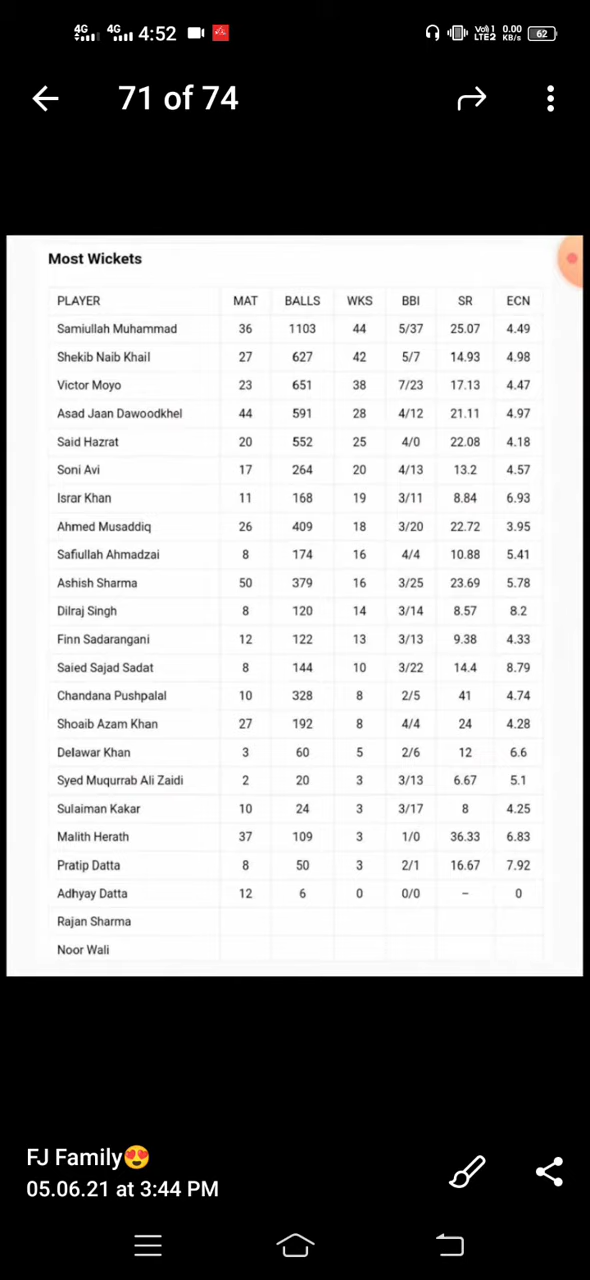 4G 4G 4:52 Vol) 1 LTE2 0.00 KB/s 62
71 of 74
Most Wickets
PLAYER MAT BALLS WKS BBI SR ECN
Samiullah Muhammad 36 1103 44 5/37 25.07 4.49
Shekib Naib Khail 27 627 42 5/7 14.93 4.98
Victor Moyo 23 651 38 7/23 17.13 4.47
Asad Jaan Dawoodkhel 44 591 28 4/12 21.11 4.97
Said Hazrat 20 552 25 4/0 22.08 4.18
Soni Avi 17 264 20 4/13 13.2 4.57
Israr Khan 11 168 19 3/11 8.84 6.93
Ahmed Musaddiq 26 409 18 3/20 22.72 3.95
Safiullah Ahmadzai 8 174 16 4/4 10.88 5.41
Ashish Sharma 50 379 16 3/25 23.69 5.78
Dilraj Singh 8 120 14 3/14 8.57 8.2
Finn Sadarangani 12 122 13 3/13 9.38 4.33
Saied Sajad Sadat 8 144 10 3/22 14.4 8.79
Chandana Pushpalal 10 328 8 2/5 41 4.74
Shoaib Azam Khan 27 192 8 4/4 24 4.28
Delawar Khan 3 60 5 2/6 12 6.6
Syed Muqurrab Ali Zaidi 2 20 3 3/13 6.67 5.1
Sulaiman Kakar 10 24 3 3/17 8 4.25
Malith Herath 37 109 3 1/0 36.33 6.83
Pratip Datta 8 50 3 2/1 16.67 7.92
Adhyay Datta 12 6 0 0/0 – 0
Rajan Sharma
Noor Wali
FJ Family😍
05.06.21 at 3:44 PM